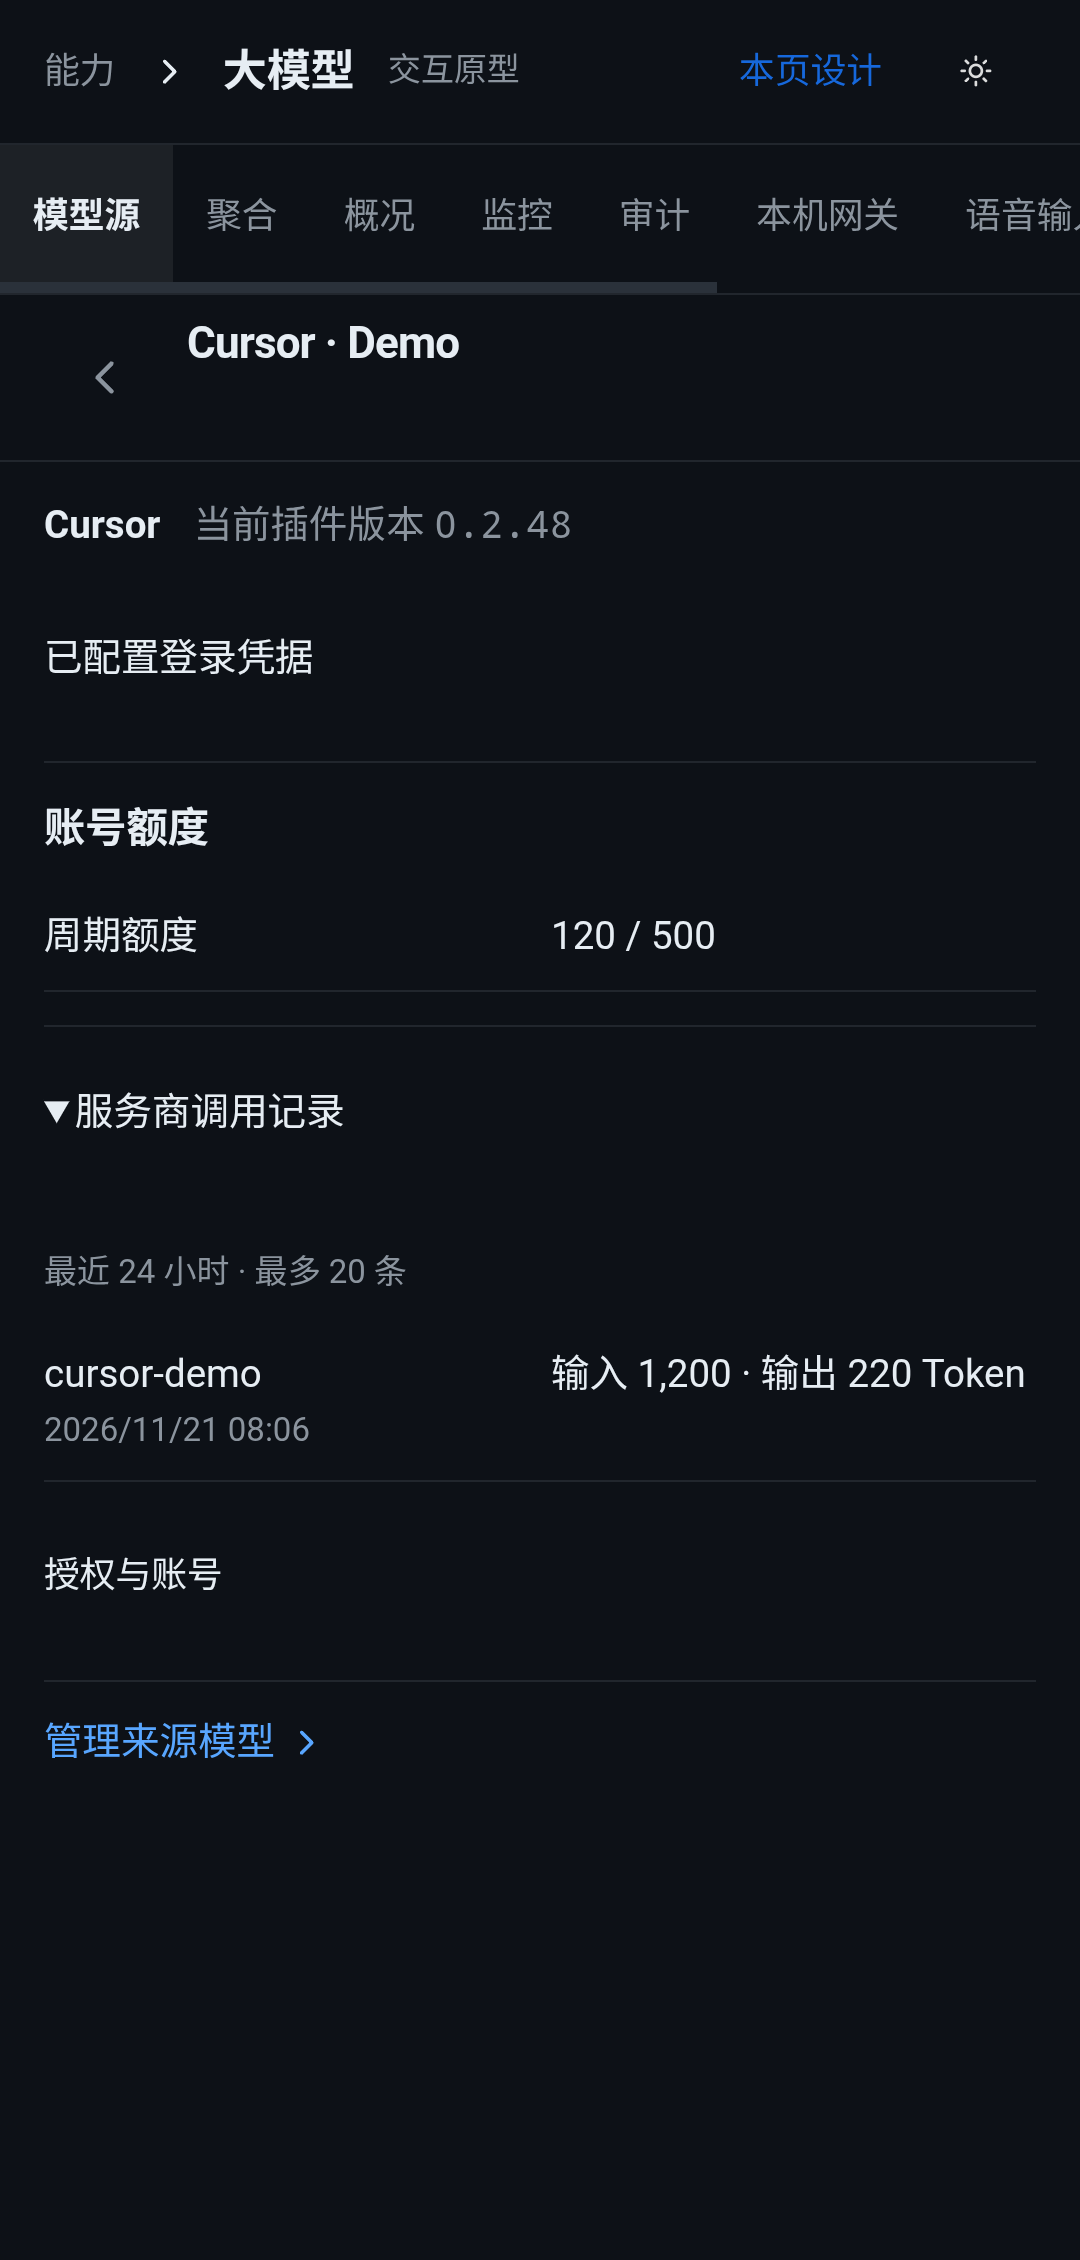 能力 > 大模型 交互原型 本页设计
模型源 聚合 概况 监控 审计 本机网关 语音输
Cursor · Demo
Cursor 当前插件版本 0.2.48
已配置登录凭据
账号额度
周期额度 120 / 500
▼服务商调用记录
最近 24 小时 · 最多 20 条
cursor-demo 输入 1,200 · 输出 220 Token
2026/11/21 08:06
授权与账号
管理来源模型 >